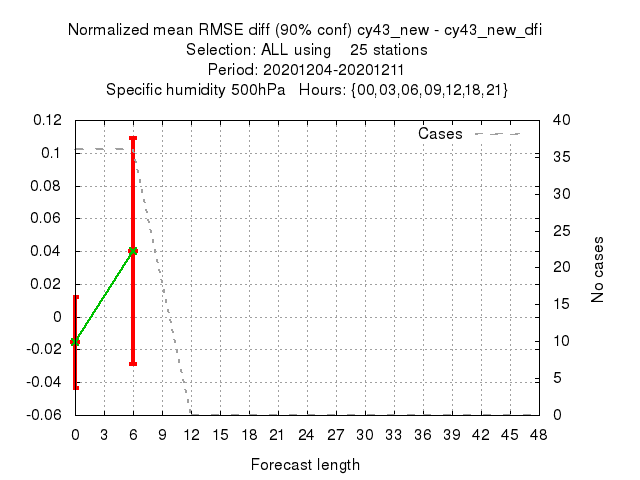 Normalized mean RMSE diff (90% conf) cy43_new - cy43_new_dfi
Selection: ALL using    25 stations
Period: 20201204-20201211
Specific humidity 500hPa   Hours: {00,03,06,09,12,18,21}
0.12
0.1
0.08
0.06
0.04
0.02
0
-0.02
-0.04
-0.06
Cases
40
35
30
25
20
15
10
5
0
No cases
0 3 6 9 12 15 18 21 24 27 30 33 36 39 42 45 48
Forecast length